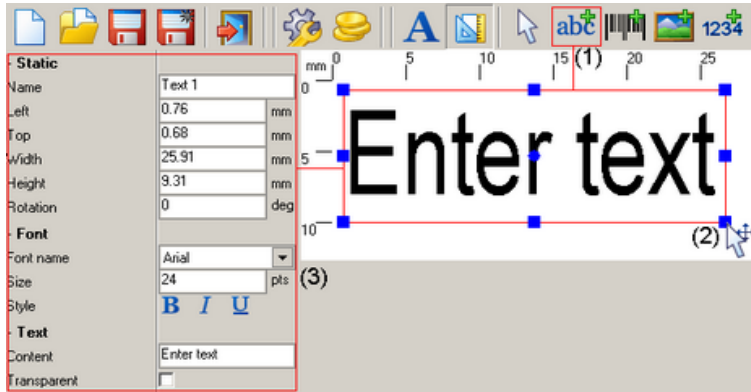 A abc 1234
- Static
Name Text 1
Left 0.76 mm
Top 0.68 mm
Width 25.91 mm
Height 9.31 mm
Rotation 0 deg
- Font
Font name Arial
Size 24 pts
Style B I U
- Text
Content Enter text
Transparent
mm 0 5 10 15 20 25
(1)
0
5
10
Enter text
(2)
(3)